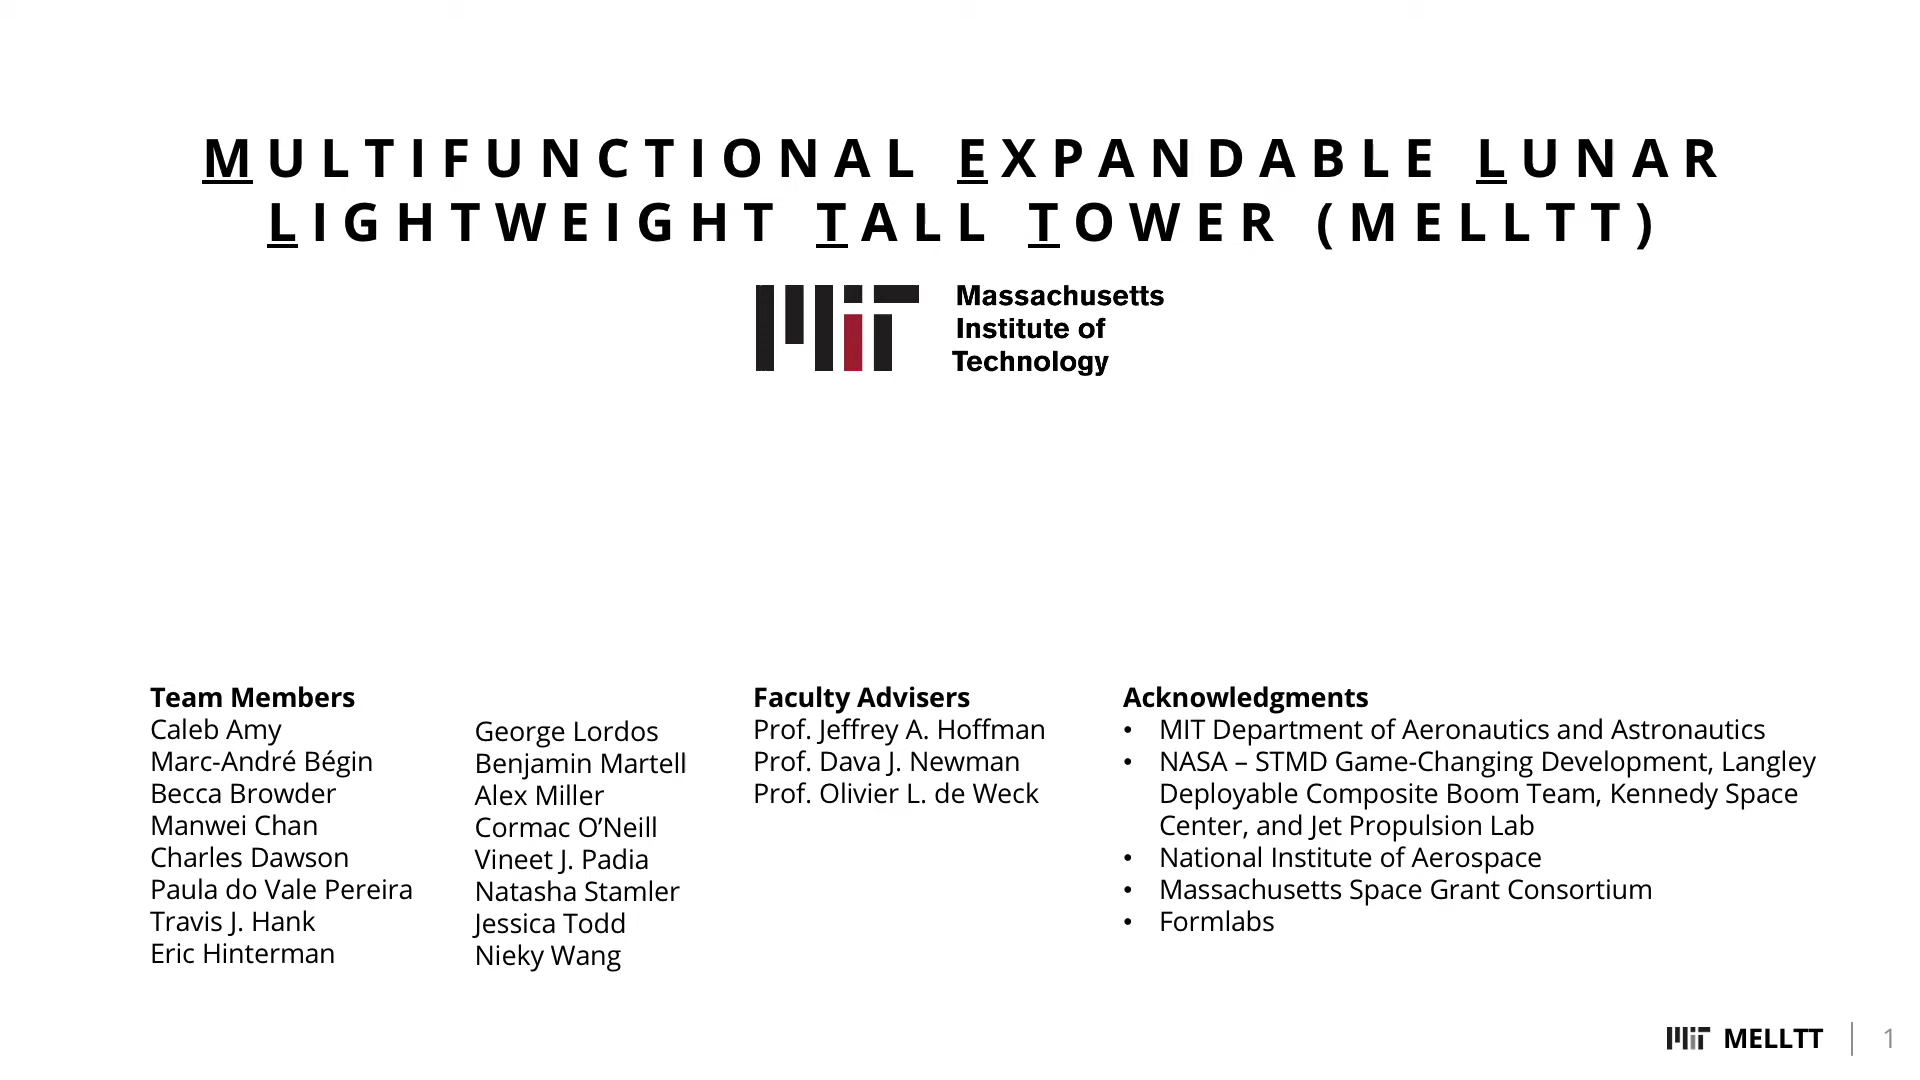 MULTIFUNCTIONAL EXPANDABLE LUNAR
LIGHTWEIGHT TALL TOWER (MELLTT)
MIT
Massachusetts
Institute of
Technology
Team Members
Caleb Amy
Marc-André Bégin
Becca Browder
Manwei Chan
Charles Dawson
Paula do Vale Pereira
Travis J. Hank
Eric Hinterman
George Lordos
Benjamin Martell
Alex Miller
Cormac O’Neill
Vineet J. Padia
Natasha Stamler
Jessica Todd
Nieky Wang
Faculty Advisers
Prof. Jeffrey A. Hoffman
Prof. Dava J. Newman
Prof. Olivier L. de Weck
Acknowledgments
• MIT Department of Aeronautics and Astronautics
• NASA – STMD Game-Changing Development, Langley
Deployable Composite Boom Team, Kennedy Space
Center, and Jet Propulsion Lab
• National Institute of Aerospace
• Massachusetts Space Grant Consortium
• Formlabs
MIT MELLTT | 1